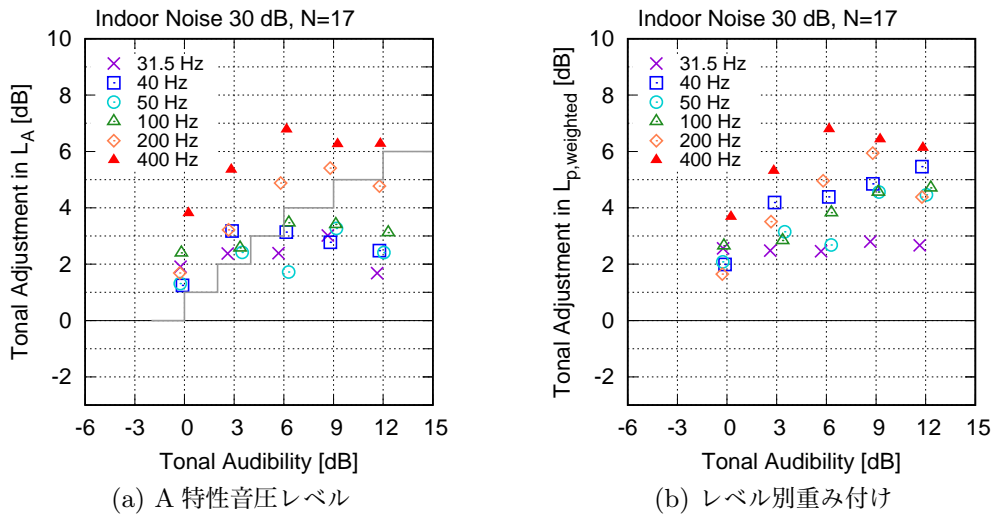 Indoor Noise 30 dB, N=17
Tonal Adjustment in L_A [dB]
10
8
6
4
2
0
-2
31.5 Hz
40 Hz
50 Hz
100 Hz
200 Hz
400 Hz
-6 -3 0 3 6 9 12 15
Tonal Audibility [dB]
(a) A 特性音圧レベル
Indoor Noise 30 dB, N=17
Tonal Adjustment in L_p,weighted [dB]
10
8
6
4
2
0
-2
31.5 Hz
40 Hz
50 Hz
100 Hz
200 Hz
400 Hz
-6 -3 0 3 6 9 12 15
Tonal Audibility [dB]
(b) レベル別重み付け